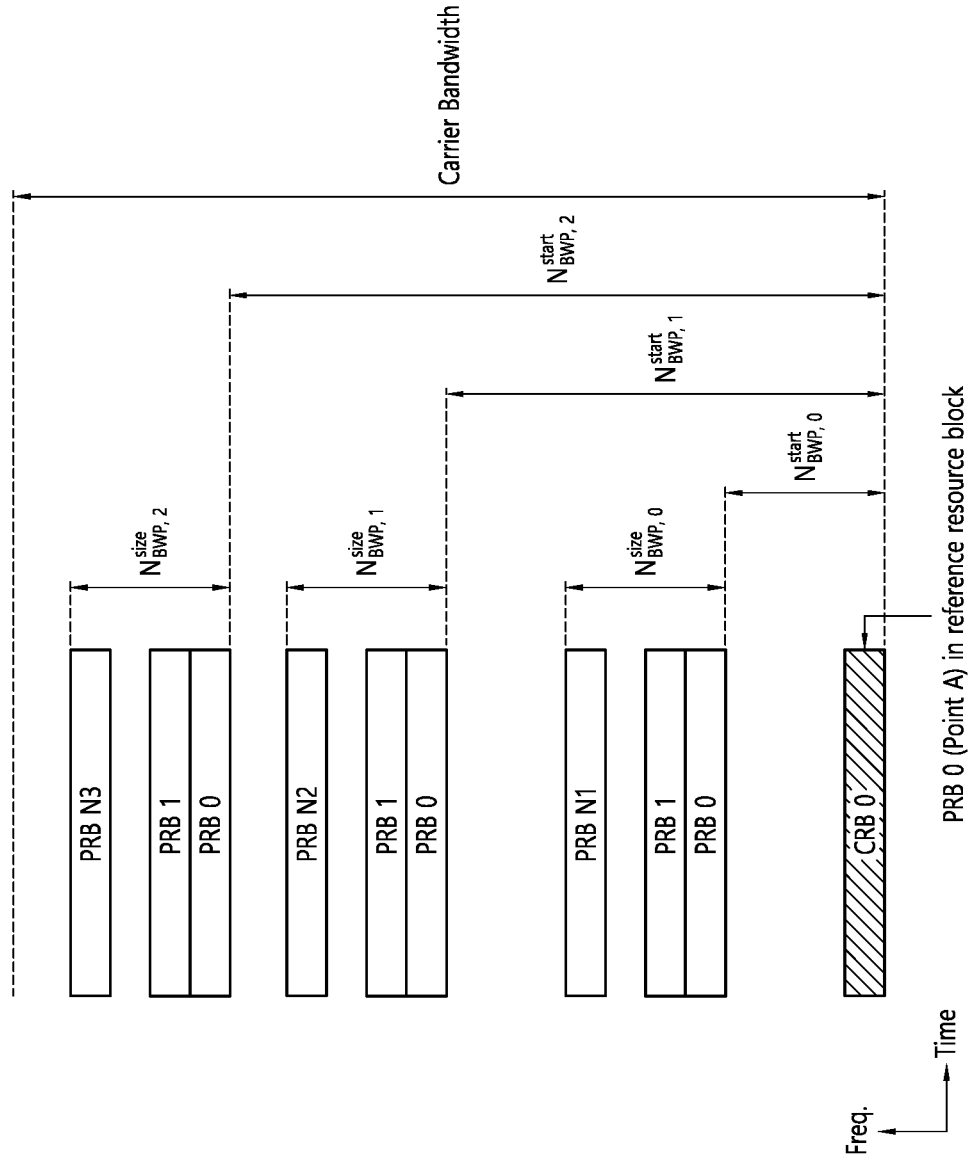 Carrier Bandwidth
N^size_BWP, 2
N^start_BWP, 2
PRB N3
PRB 1
PRB 0
N^size_BWP, 1
N^start_BWP, 1
PRB N2
PRB 1
PRB 0
N^size_BWP, 0
N^start_BWP, 0
PRB N1
PRB 1
PRB 0
CRB 0
PRB 0 (Point A) in reference resource block
Freq.
Time